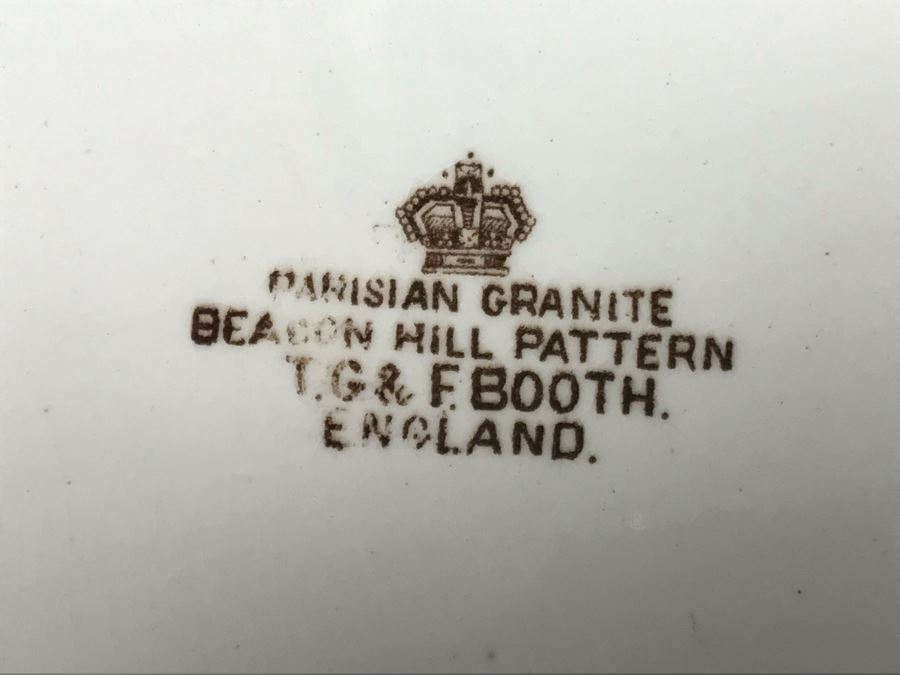 PARISIAN GRANITE
BEACON HILL PATTERN
T.G & F. BOOTH.
ENGLAND.